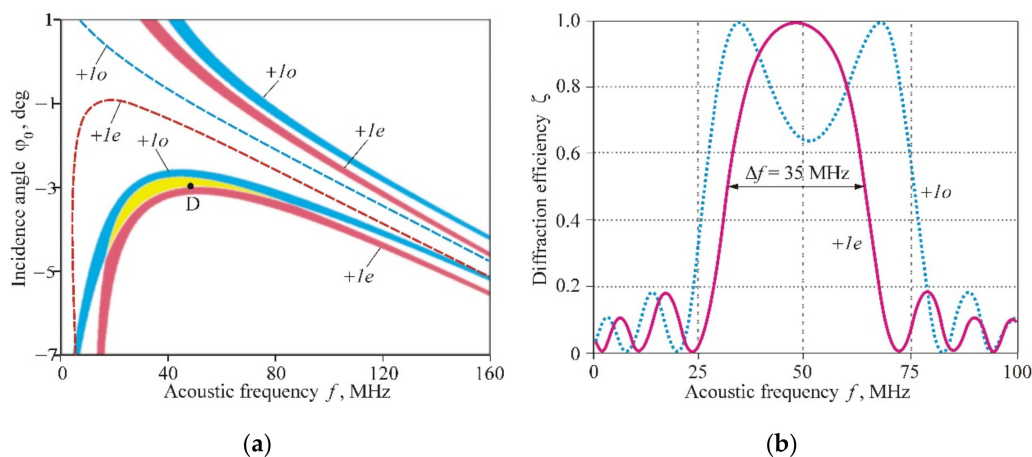 1
−1
−3
−5
−7
Incidence angle φ₀, deg
+1o
+1e
+1o
+1o
+1e
+1e
D
0
40
80
120
160
Acoustic frequency f, MHz
(a)
1.0
0.8
0.6
0.4
0.2
0
Diffraction efficiency ζ
Δf = 35 MHz
+1o
+1e
0
25
50
75
100
Acoustic frequency f, MHz
(b)